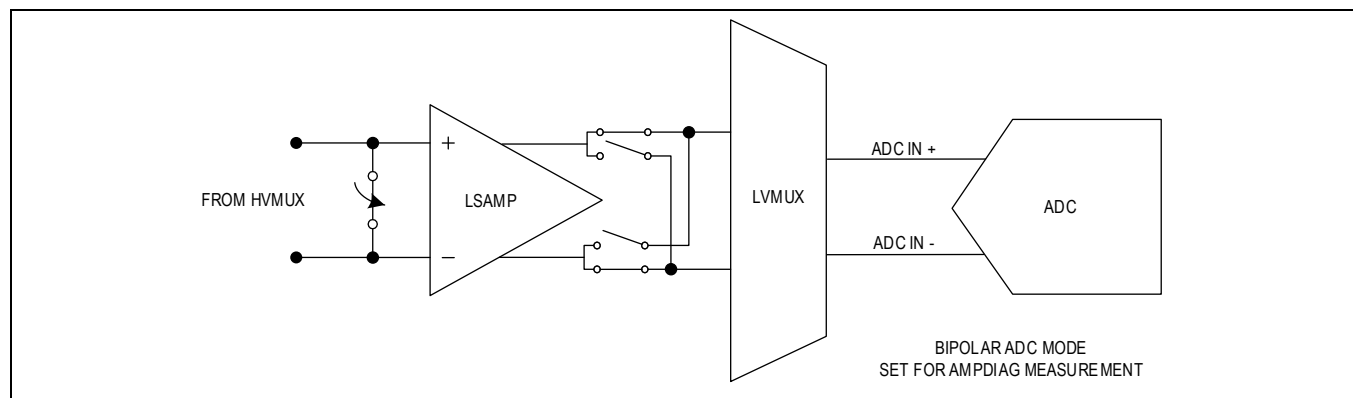 FROM HVMUX
+
−
LSAMP
LVMUX
ADC IN +
ADC IN -
ADC
BIPOLAR ADC MODE
SET FOR AMPDIAG MEASUREMENT